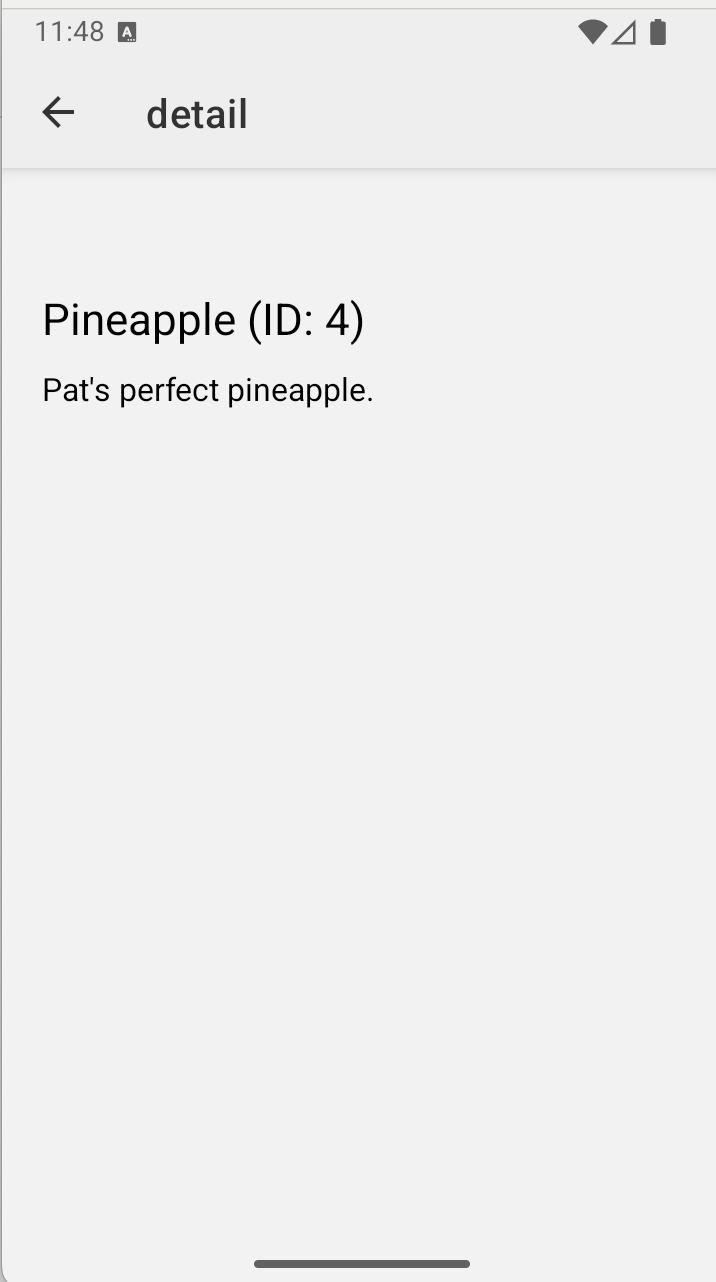 11:48 A
detail
Pineapple (ID: 4)
Pat's perfect pineapple.